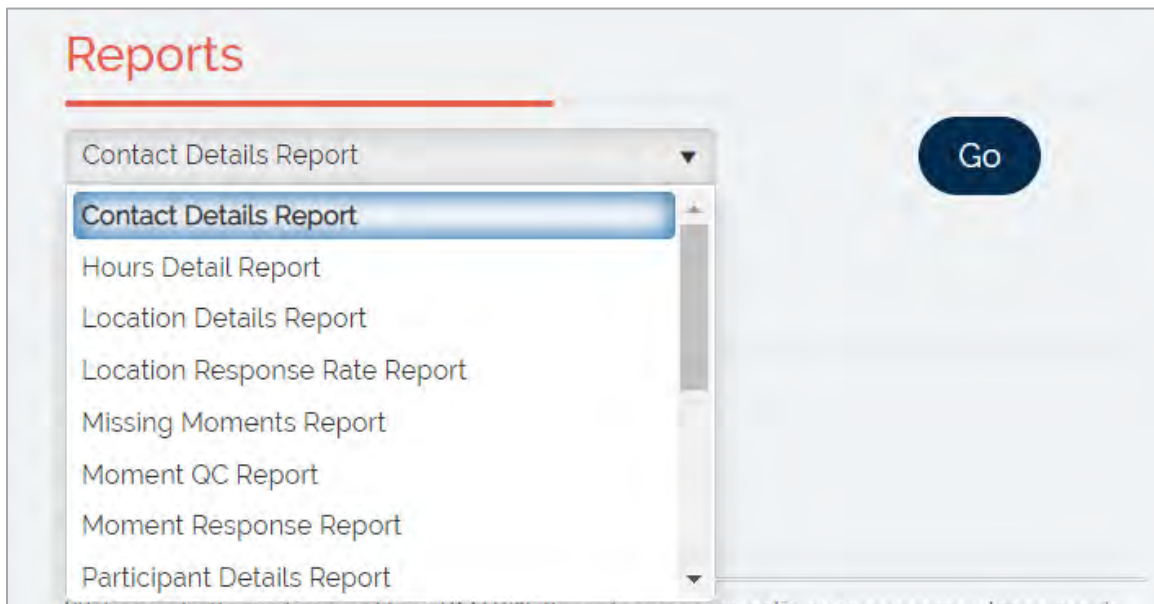 Reports
Contact Details Report
Go
Contact Details Report
Hours Detail Report
Location Details Report
Location Response Rate Report
Missing Moments Report
Moment QC Report
Moment Response Report
Participant Details Report